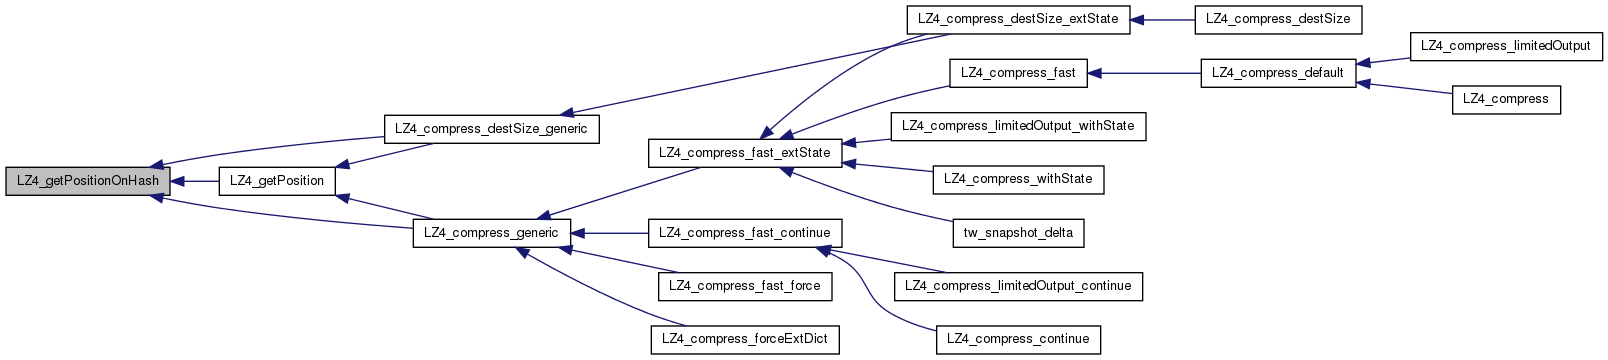 LZ4_getPositionOnHash
LZ4_compress_destSize_generic
LZ4_getPosition
LZ4_compress_generic
LZ4_compress_fast_extState
LZ4_compress_fast_continue
LZ4_compress_fast_force
LZ4_compress_forceExtDict
LZ4_compress_destSize_extState
LZ4_compress_fast
LZ4_compress_limitedOutput_withState
LZ4_compress_withState
tw_snapshot_delta
LZ4_compress_limitedOutput_continue
LZ4_compress_continue
LZ4_compress_destSize
LZ4_compress_default
LZ4_compress_limitedOutput
LZ4_compress